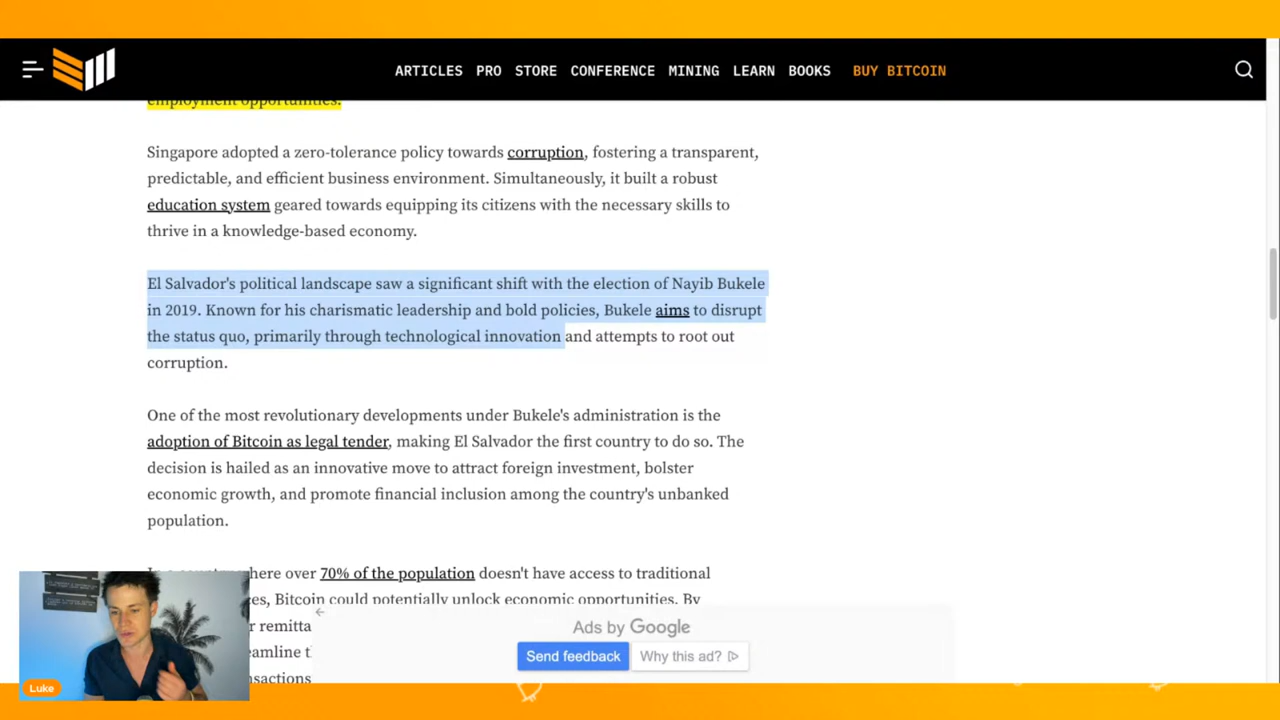 ARTICLES PRO STORE CONFERENCE MINING LEARN BOOKS BUY BITCOIN
employment opportunities.
Singapore adopted a zero-tolerance policy towards corruption, fostering a transparent,
predictable, and efficient business environment. Simultaneously, it built a robust
education system geared towards equipping its citizens with the necessary skills to
thrive in a knowledge-based economy.
El Salvador's political landscape saw a significant shift with the election of Nayib Bukele
in 2019. Known for his charismatic leadership and bold policies, Bukele aims to disrupt
the status quo, primarily through technological innovation and attempts to root out
corruption.
One of the most revolutionary developments under Bukele's administration is the
adoption of Bitcoin as legal tender, making El Salvador the first country to do so. The
decision is hailed as an innovative move to attract foreign investment, bolster
economic growth, and promote financial inclusion among the country's unbanked
population.
here over 70% of the population doesn't have access to traditional
es, Bitcoin could potentially unlock economic opportunities. By
r remitta
eamline t
nsactions
Ads by Google
Send feedback Why this ad?
Luke